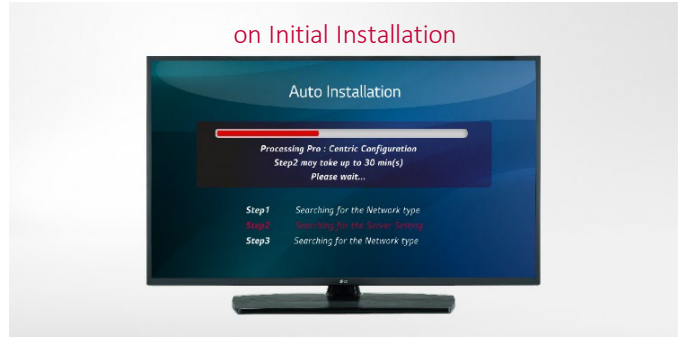 on Initial Installation
Auto Installation
Processing Pro : Centric Configuration
Step2 may take up to 30 min(s)
Please wait...
Step1 Searching for the Network type
Step2 Searching for the Server Setting
Step3 Searching for the Network type
LG